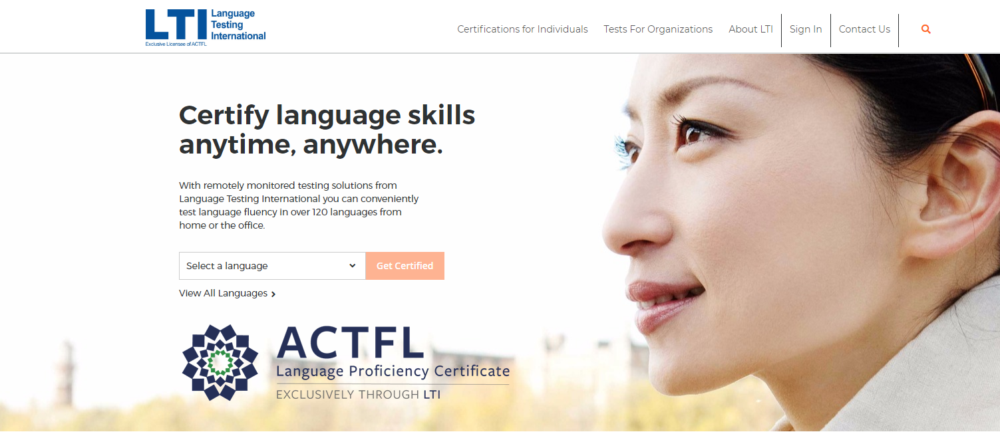 LTI
Language
Testing
International
Exclusive Licensee of ACTFL
Certifications for Individuals
Tests For Organizations
About LTI
Sign In
Contact Us
Certify language skills
anytime, anywhere.
With remotely monitored testing solutions from
Language Testing International you can conveniently
test language fluency in over 120 languages from
home or the office.
Select a language
Get Certified
View All Languages
ACTFL
Language Proficiency Certificate
EXCLUSIVELY THROUGH LTI